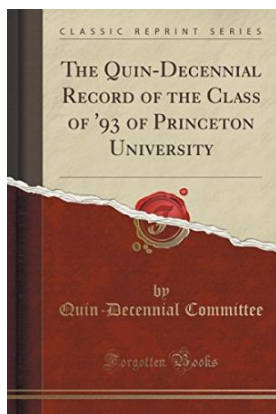 CLASSIC REPRINT SERIES
THE QUIN-DECENNIAL
RECORD OF THE CLASS
OF '93 OF PRINCETON
UNIVERSITY
by
Quin-Decennial Committee
Forgotten Books